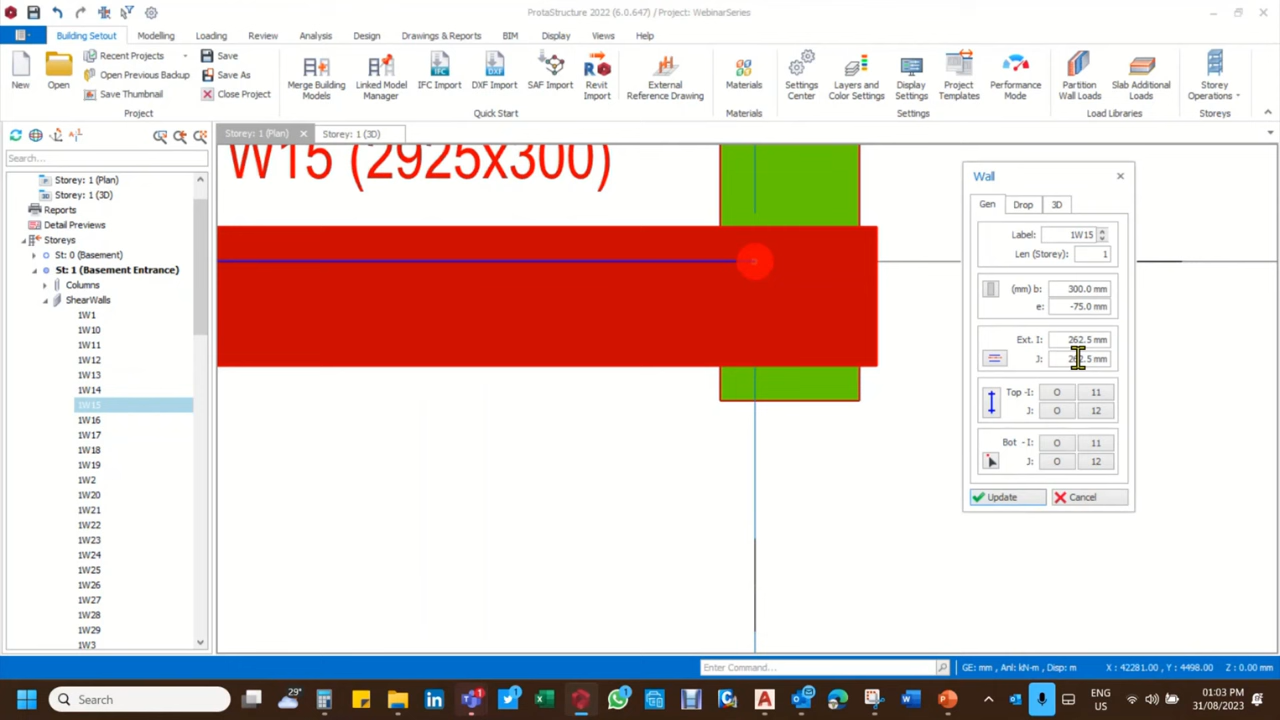 ProtaStructure 2022 (6.0.647) / Project: WebinarSeries
Building Setout Modelling Loading Review Analysis Design Drawings & Reports BIM Display Views Help
New
Open
Recent Projects
Open Previous Backup
Save Thumbnail
Save
Save As
Close Project
Project
Merge Building Models
Linked Model Manager
IFC Import
DXF Import
SAF Import
Revit Import
External Reference Drawing
Quick Start
Materials
Materials
Settings Center
Layers and Color Settings
Display Settings
Project Templates
Performance Mode
Settings
Partition Wall Loads
Slab Additional Loads
Load Libraries
Storey Operations
Storeys
Storey: 1 (Plan)
Storey: 1 (3D)
Search...
Storey: 1 (Plan)
Storey: 1 (3D)
Reports
Detail Previews
Storeys
St: 0 (Basement)
St: 1 (Basement Entrance)
Columns
ShearWalls
1W1
1W10
1W11
1W12
1W13
1W14
1W15
1W16
1W17
1W18
1W19
1W2
1W20
1W21
1W22
1W23
1W24
1W25
1W26
1W27
1W28
1W29
1W3
W15 (2925x300)
Wall
Gen Drop 3D
Label: 1W15
Len (Storey): 1
(mm) b: 300.0 mm
e: -75.0 mm
Ext. I: 262.5 mm
J: 262.5 mm
Top -I: O 11
J: O 12
Bot -I: O 11
J: O 12
Update Cancel
Enter Command...
GE: mm , Anl: kN-m , Disp: m
X : 42281.00 , Y : 4498.00 Z : 0.00 mm
Search
29°
1
1
ENG
US
01:03 PM
31/08/2023